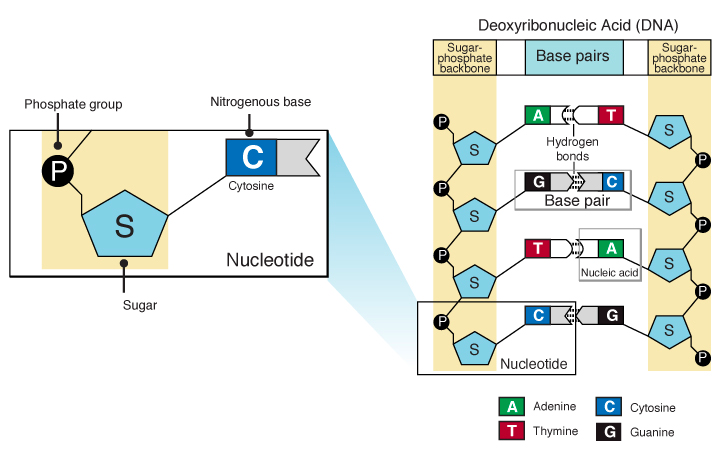 Deoxyribonucleic Acid (DNA)
Sugar-
phosphate
backbone
Base pairs
Sugar-
phosphate
backbone
Phosphate group
Nitrogenous base
P
C
Cytosine
S
Nucleotide
Sugar
P
A
T
S
S
P
Hydrogen
bonds
P
G
C
Base pair
S
S
P
P
T
A
Nucleic acid
S
S
P
P
C
G
S
S
P
Nucleotide
A Adenine
C Cytosine
T Thymine
G Guanine